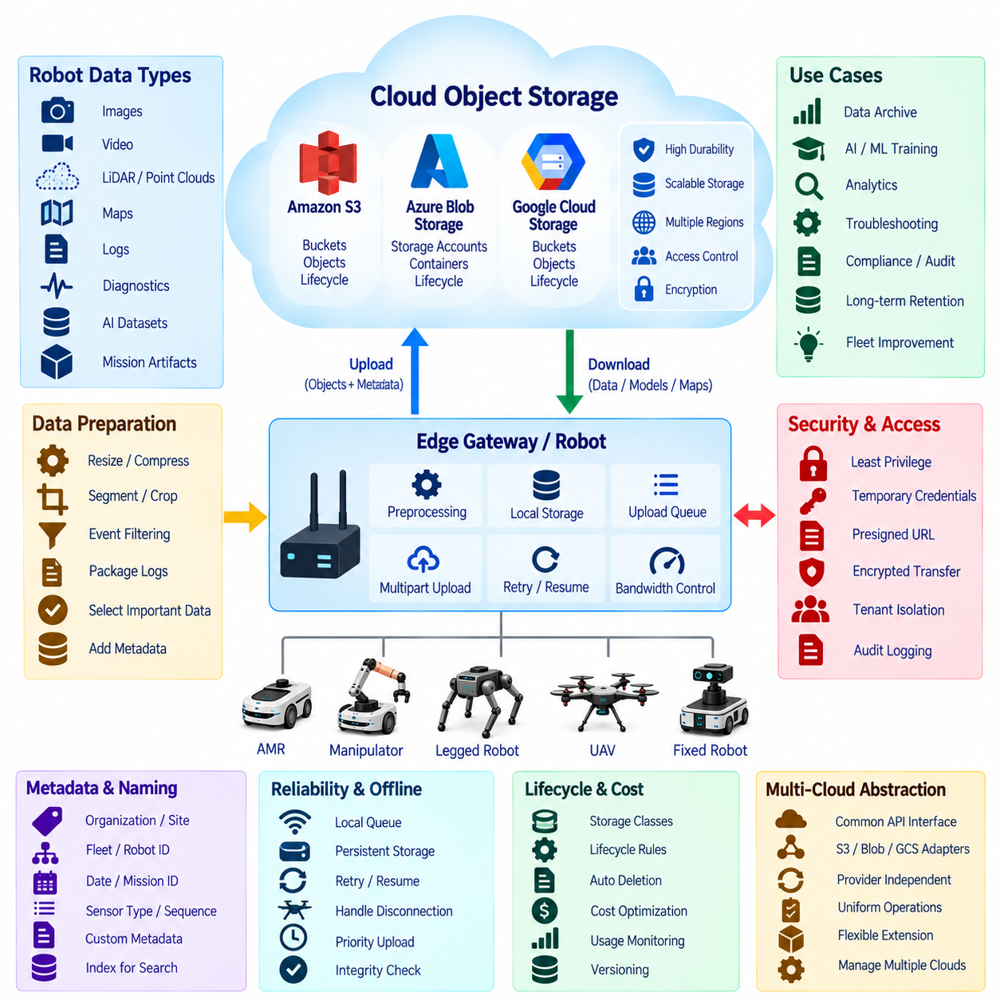 Cloud Object Storage
Amazon S3
Buckets
Objects
Lifecycle
Azure Blob
Storage
Storage Accounts
Containers
Lifecycle
Google Cloud
Storage
Buckets
Objects
Lifecycle
High Durability
Scalable Storage
Multiple Regions
Access Control
Encryption
Robot Data Types
Images
Video
LiDAR / Point Clouds
Maps
Logs
Diagnostics
AI Datasets
Mission Artifacts
Use Cases
Data Archive
AI / ML Training
Analytics
Troubleshooting
Compliance / Audit
Long-term Retention
Fleet Improvement
Upload
(Objects + Metadata)
Download
(Data / Models / Maps)
Data Preparation
Resize / Compress
Segment / Crop
Event Filtering
Package Logs
Select Important Data
Add Metadata
Edge Gateway / Robot
Preprocessing
Local Storage
Upload Queue
Multipart Upload
Retry / Resume
Bandwidth Control
Security & Access
Least Privilege
Temporary Credentials
Presigned URL
Encrypted Transfer
Tenant Isolation
Audit Logging
AMR
Manipulator
Legged Robot
UAV
Fixed Robot
Metadata & Naming
Organization / Site
Fleet / Robot ID
Date / Mission ID
Sensor Type / Sequence
Custom Metadata
Index for Search
Reliability & Offline
Local Queue
Persistent Storage
Retry / Resume
Handle Disconnection
Priority Upload
Integrity Check
Lifecycle & Cost
Storage Classes
Lifecycle Rules
Auto Deletion
Cost Optimization
Usage Monitoring
Versioning
Multi-Cloud Abstraction
Common API Interface
S3 / Blob / GCS Adapters
Provider Independent
Uniform Operations
Flexible Extension
Manage Multiple Clouds